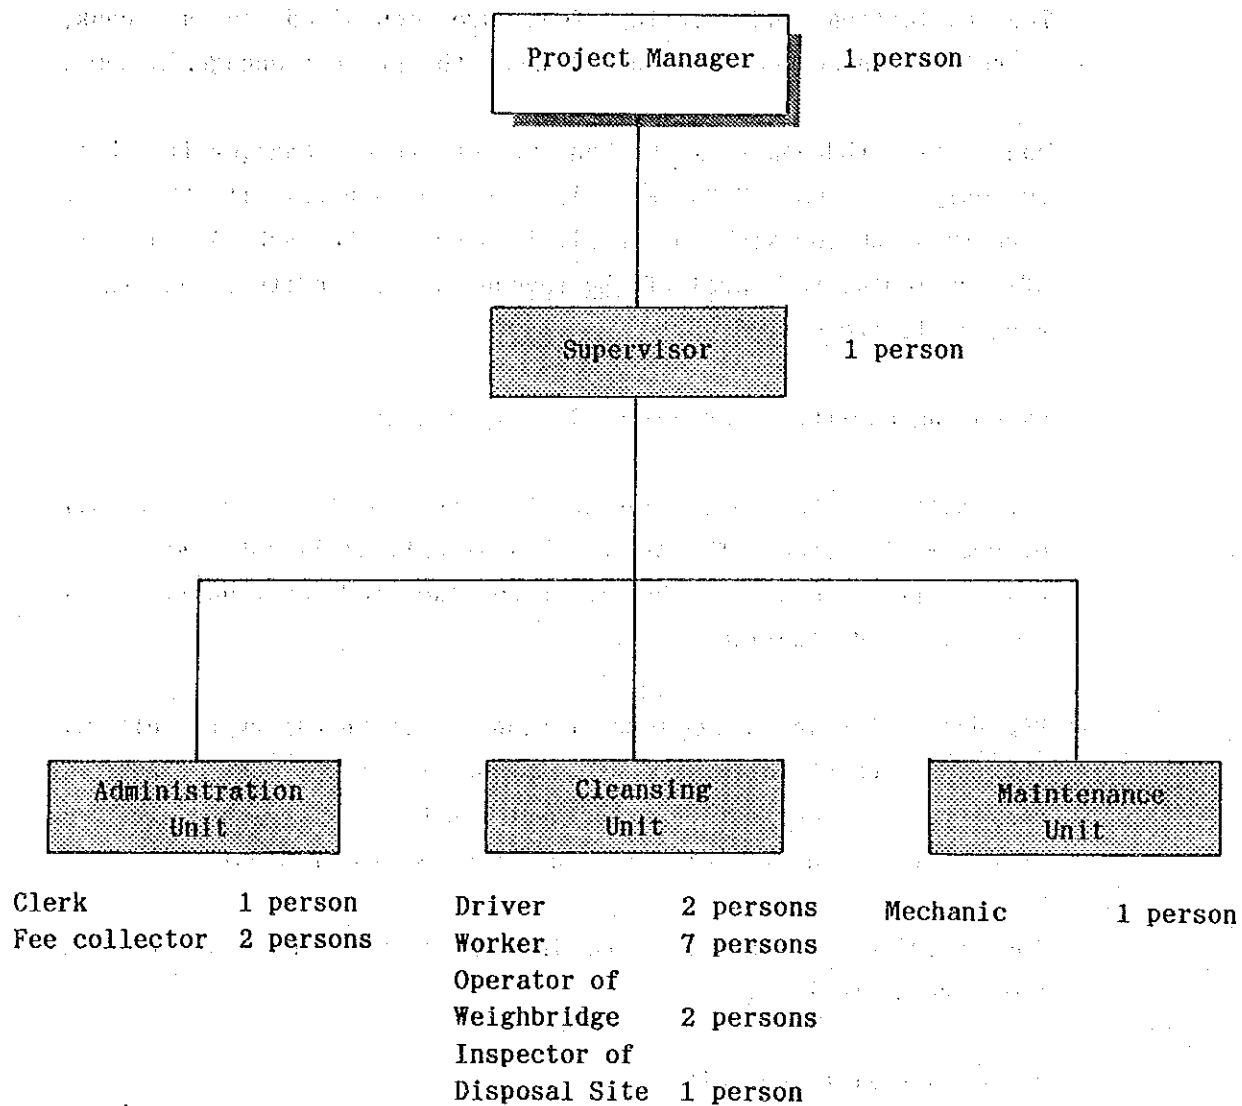 Project Manager 1 person
Supervisor 1 person
Administration
Unit
Cleansing
Unit
Maintenance
Unit
Clerk 1 person
Fee collector 2 persons
Driver 2 persons
Worker 7 persons
Operator of
Weighbridge 2 persons
Inspector of
Disposal Site 1 person
Mechanic 1 person